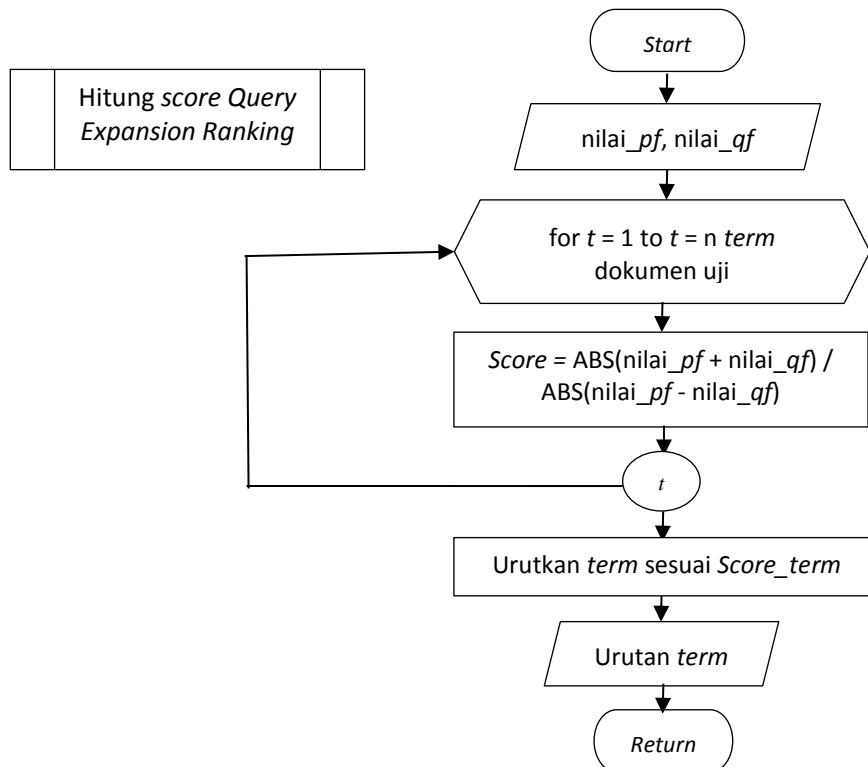 Start
Hitung score Query
Expansion Ranking
nilai_pf, nilai_qf
for t = 1 to t = n term
dokumen uji
Score = ABS(nilai_pf + nilai_qf) /
ABS(nilai_pf - nilai_qf)
t
Urutkan term sesuai Score_term
Urutan term
Return